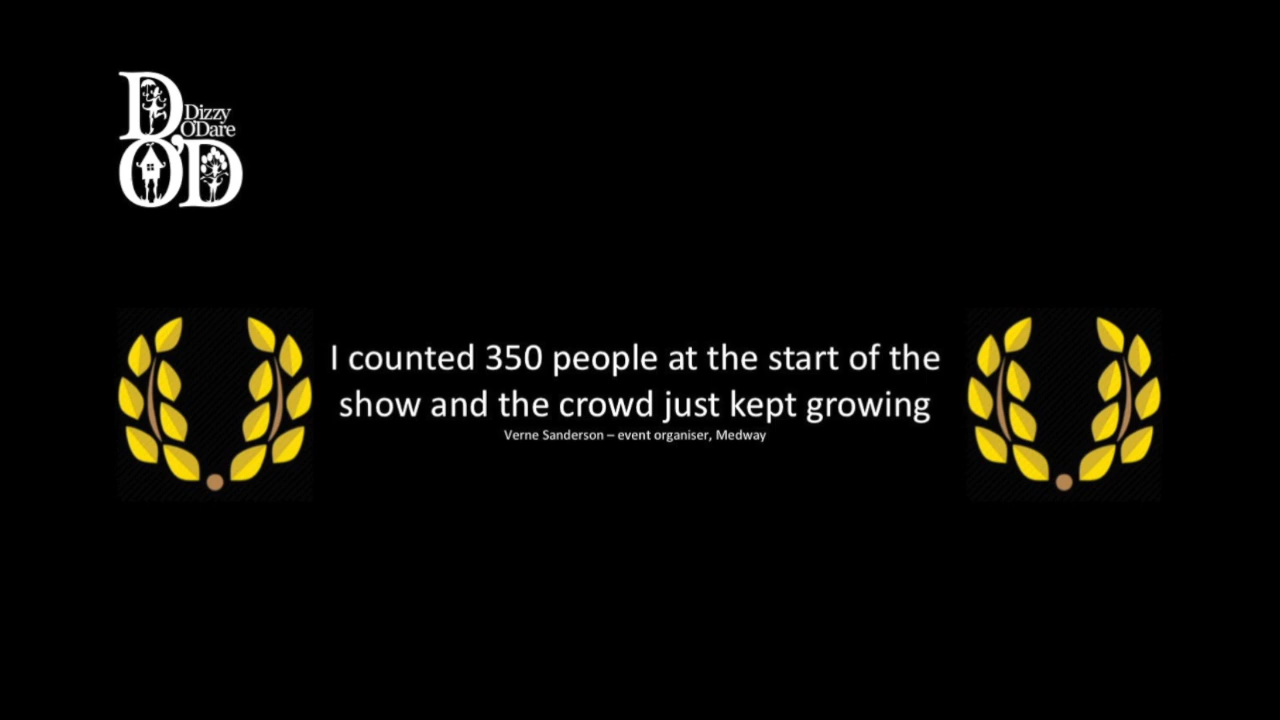 D
Dizzy
O'Dare
O'D
I counted 350 people at the start of the
show and the crowd just kept growing
Verne Sanderson – event organiser, Medway